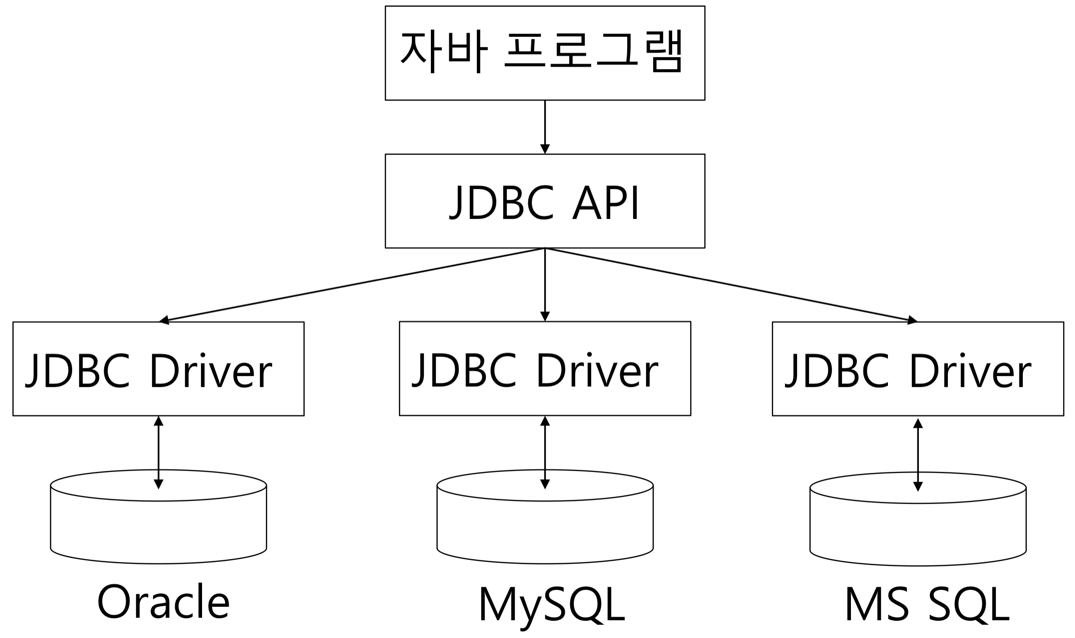 자바 프로그램
JDBC API
JDBC Driver
JDBC Driver
JDBC Driver
Oracle
MySQL
MS SQL